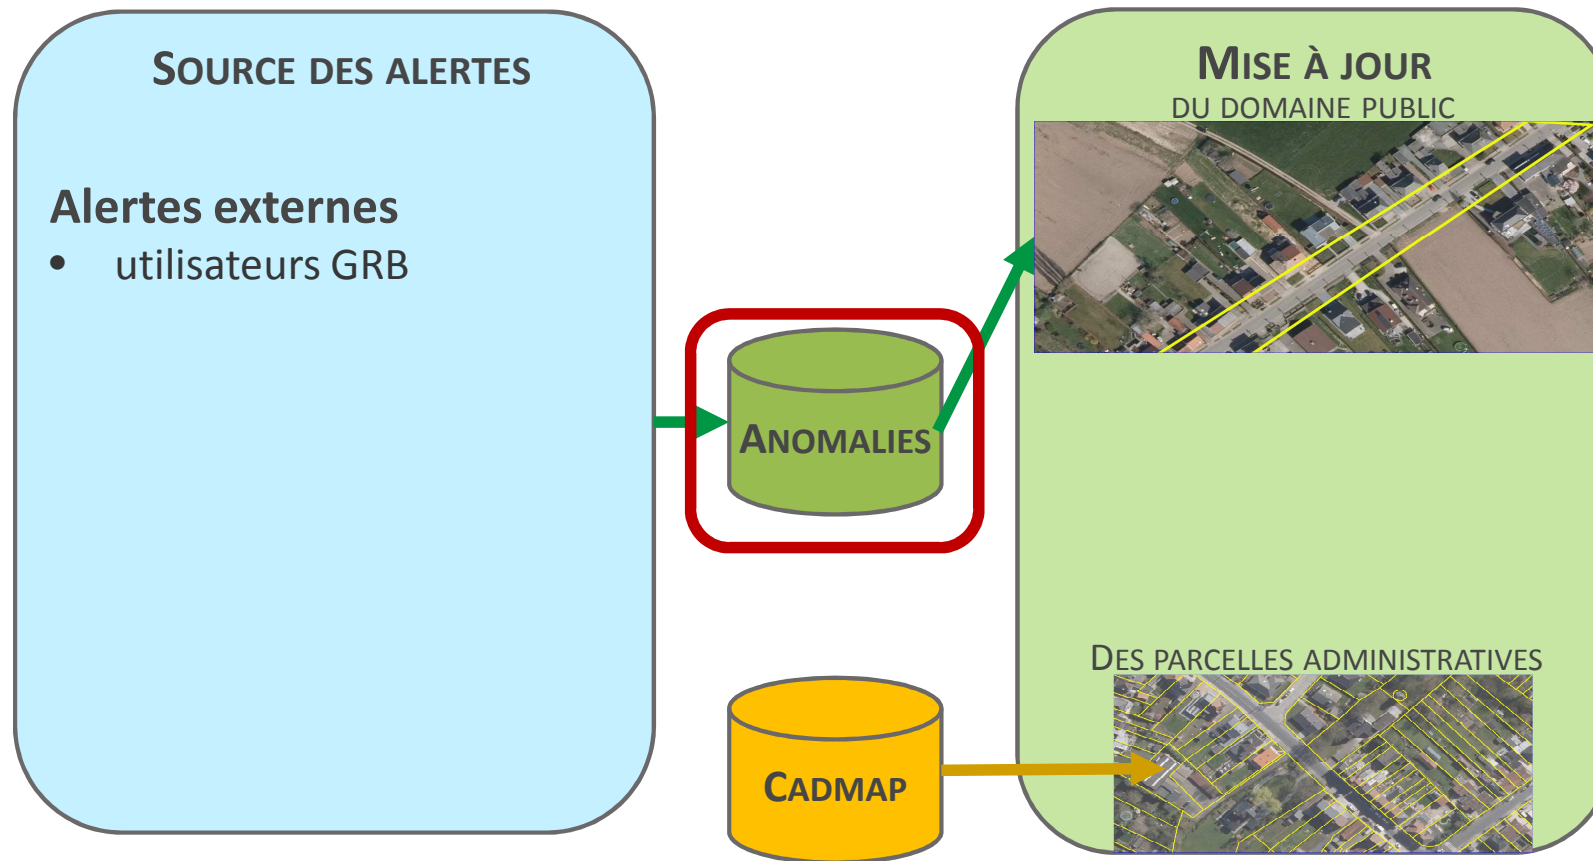 SOURCE DES ALERTES
Alertes externes
• utilisateurs GRB
ANOMALIES
CADMAP
MISE À JOUR
DU DOMAINE PUBLIC
DES PARCELLES ADMINISTRATIVES